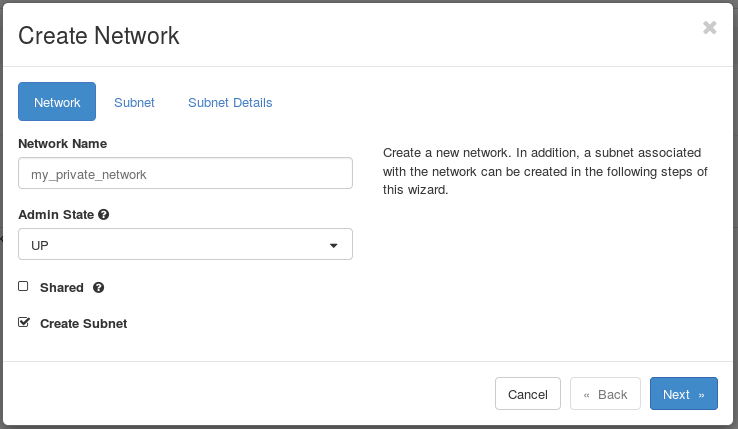 Create Network
Network Subnet Subnet Details
Network Name
my_private_network
Admin State
UP
Shared
Create Subnet
Create a new network. In addition, a subnet associated
with the network can be created in the following steps of
this wizard.
Cancel « Back Next »